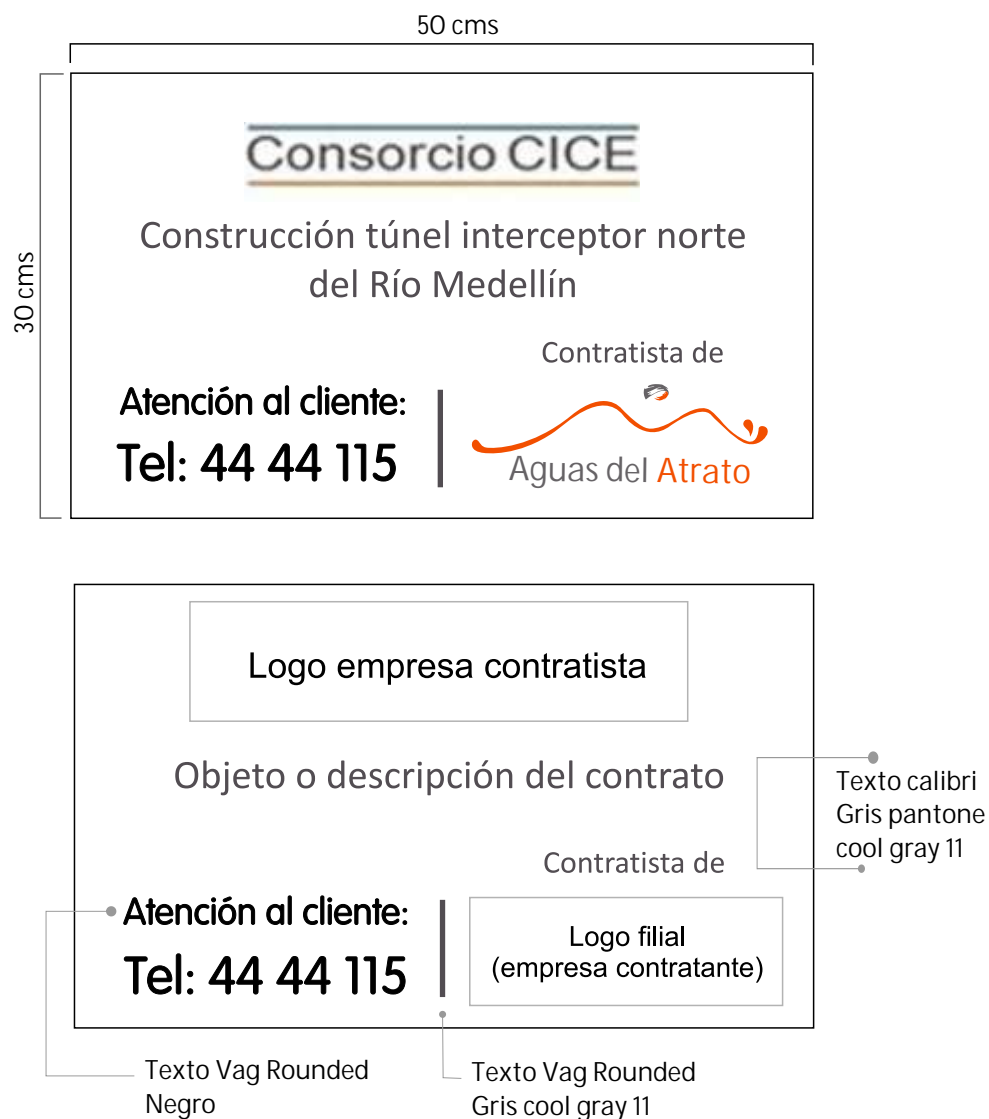 50 cms
30 cms
Consorcio CICE
Construcción túnel interceptor norte
del Río Medellín
Contratista de
Atención al cliente:
Tel: 44 44 115
Aguas del Atrato
Logo empresa contratista
Objeto o descripción del contrato
Texto calibri
Gris pantone
cool gray 11
Contratista de
Atención al cliente:
Tel: 44 44 115
Logo filial
(empresa contratante)
Texto Vag Rounded
Negro
Texto Vag Rounded
Gris cool gray 11